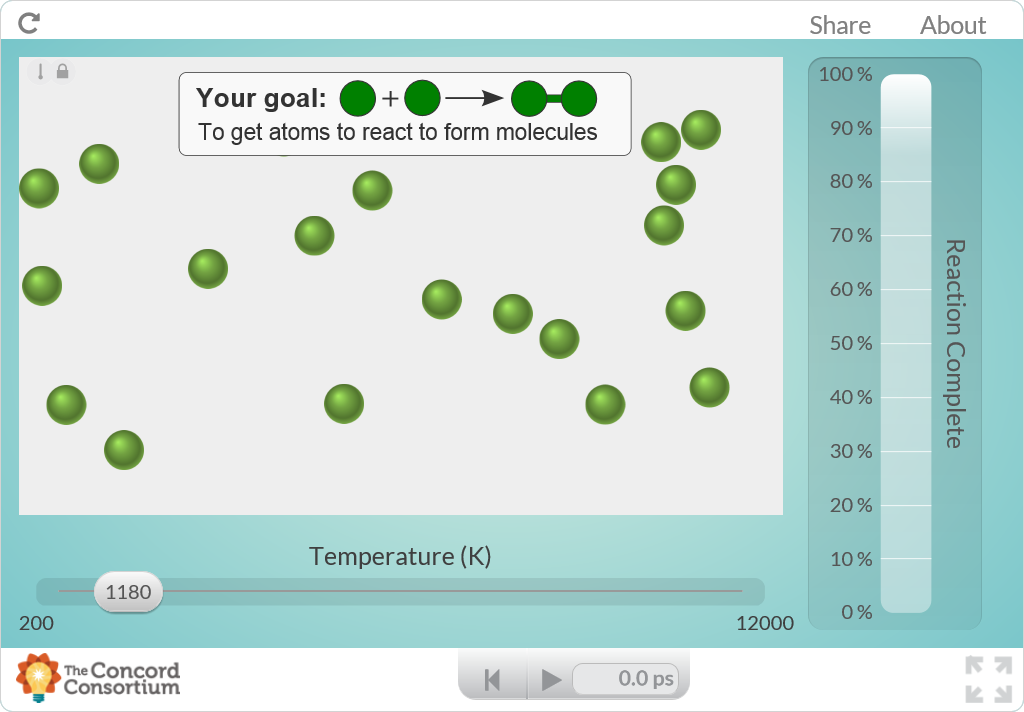 Share
About
Your goal: +
To get atoms to react to form molecules
100 %
90 %
80 %
70 %
60 %
50 %
40 %
30 %
20 %
10 %
0 %
Reaction Complete
Temperature (K)
1180
200
12000
The Concord
Consortium
0.0 ps